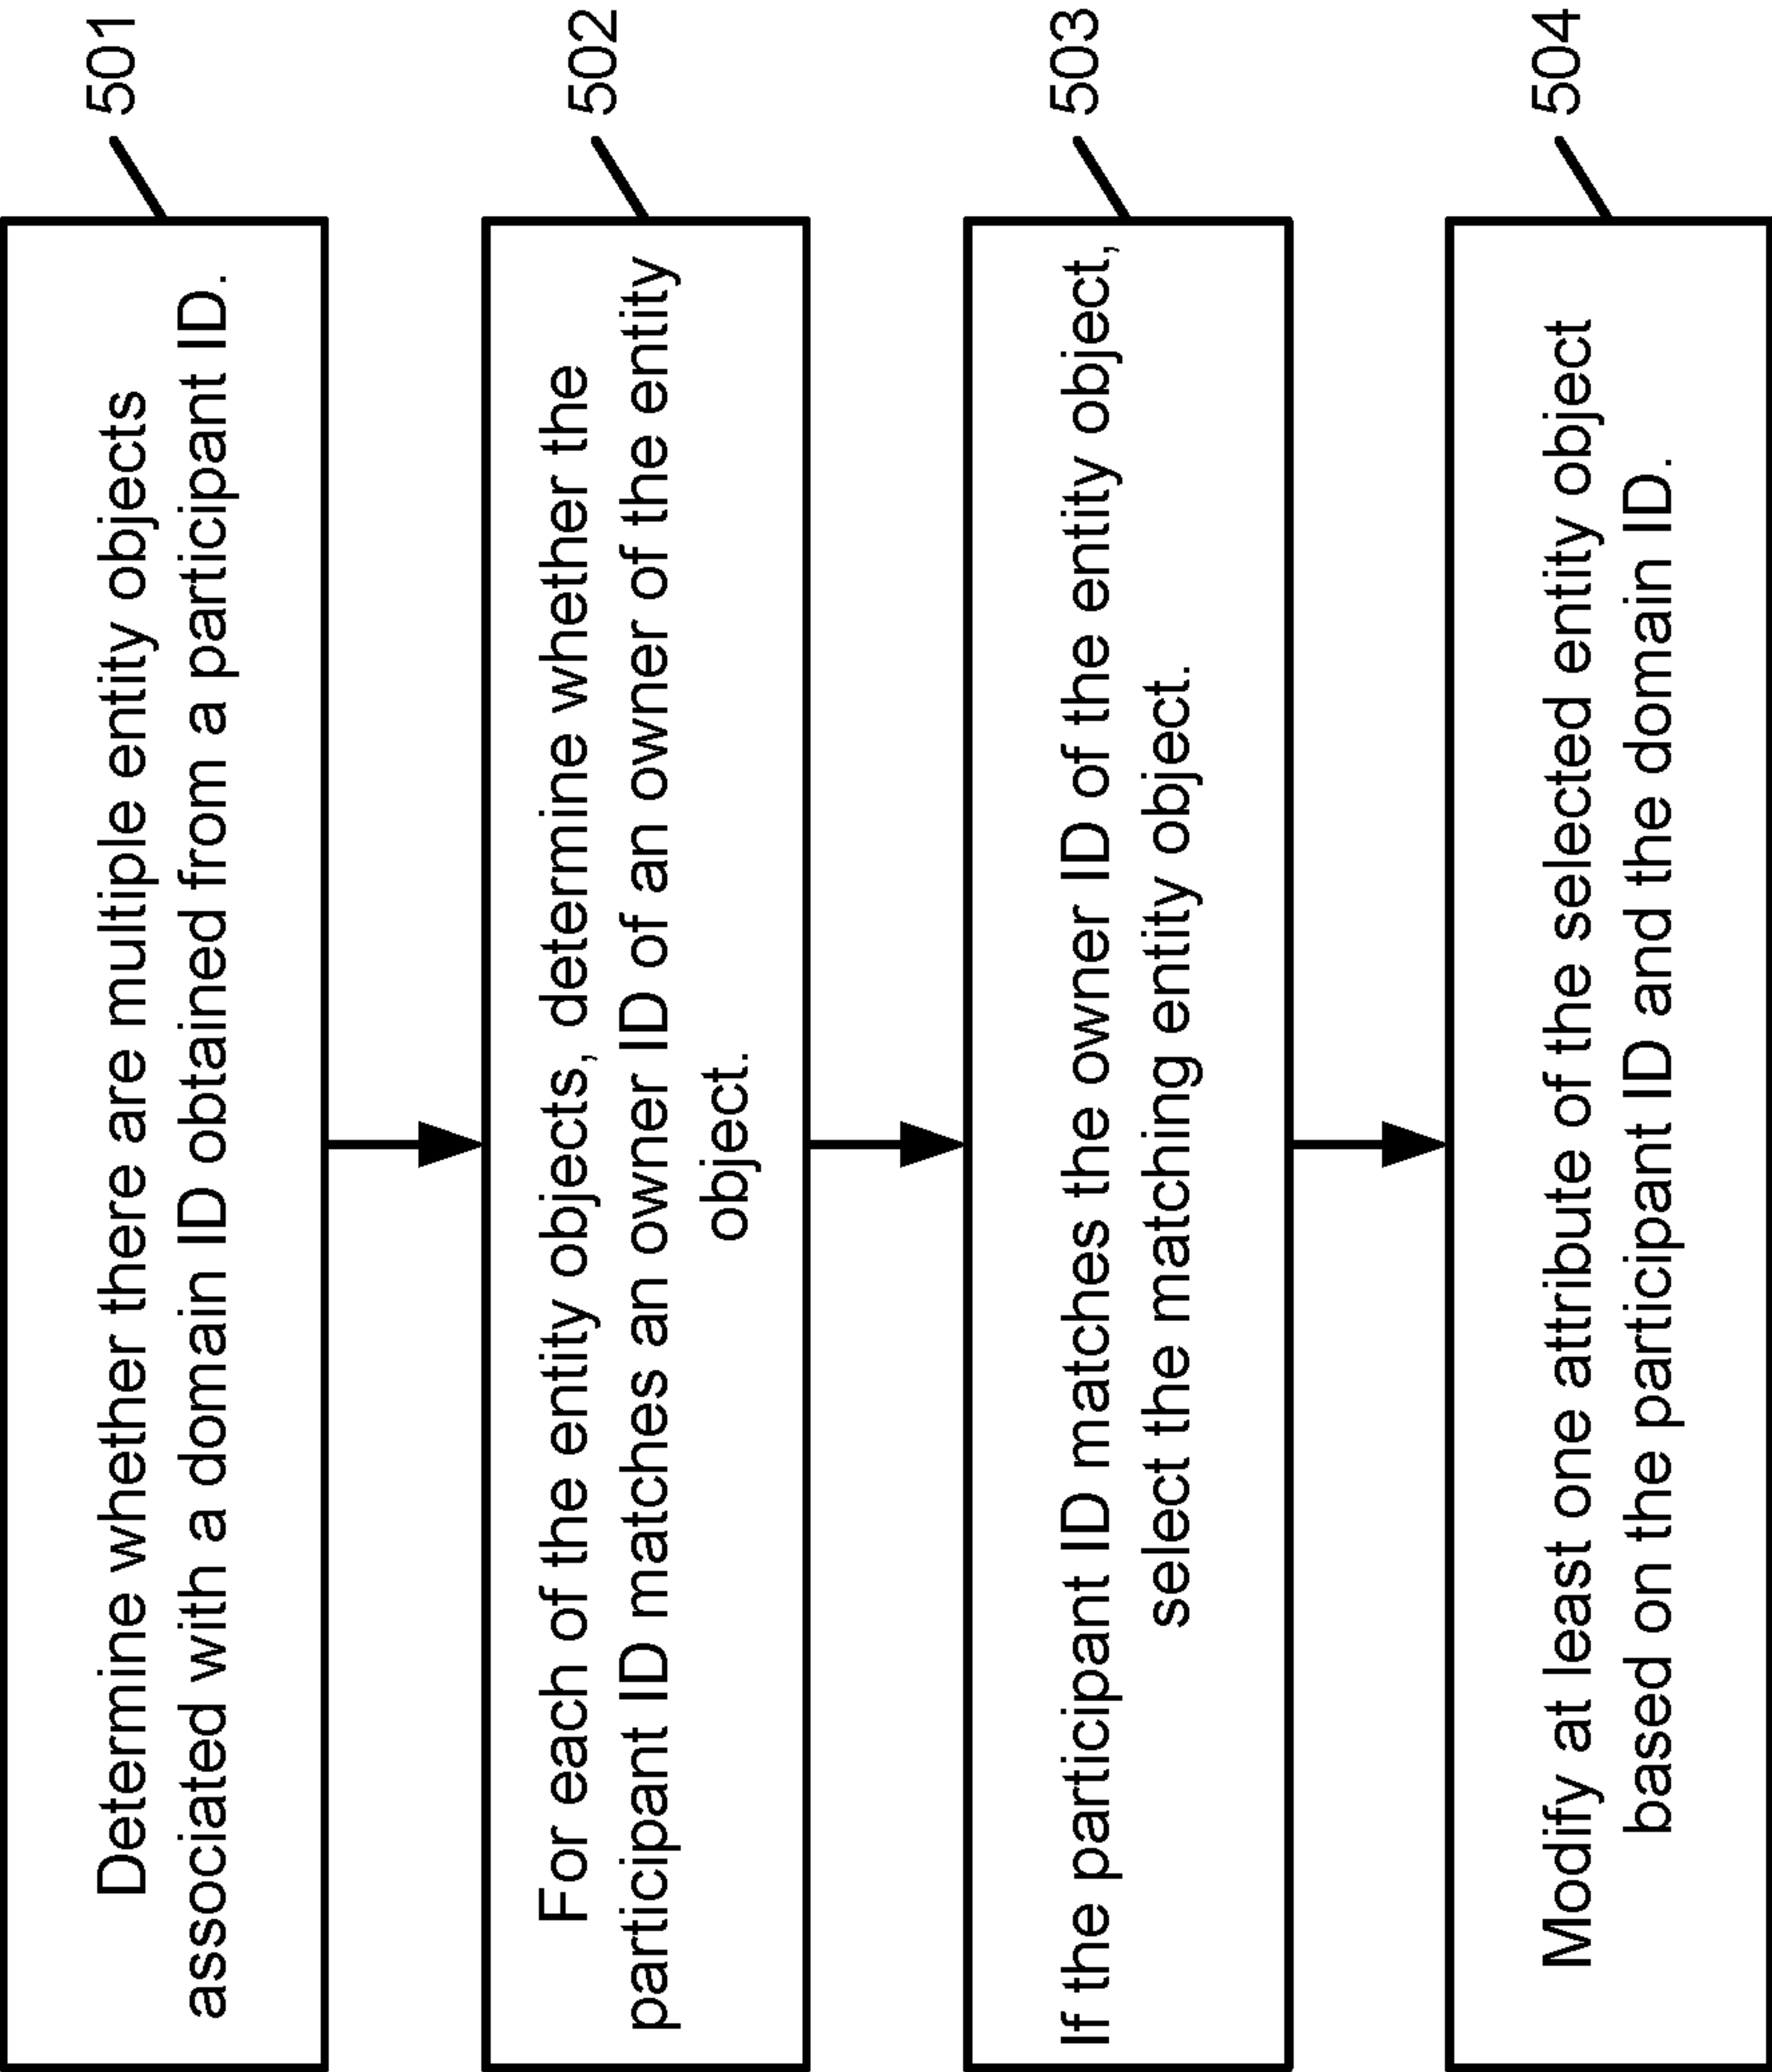 Determine whether there are multiple entity objects
associated with a domain ID obtained from a participant ID.
501
For each of the entity objects, determine whether the
participant ID matches an owner ID of an owner of the entity
object.
502
If the participant ID matches the owner ID of the entity object,
select the matching entity object.
503
Modify at least one attribute of the selected entity object
based on the participant ID and the domain ID.
504